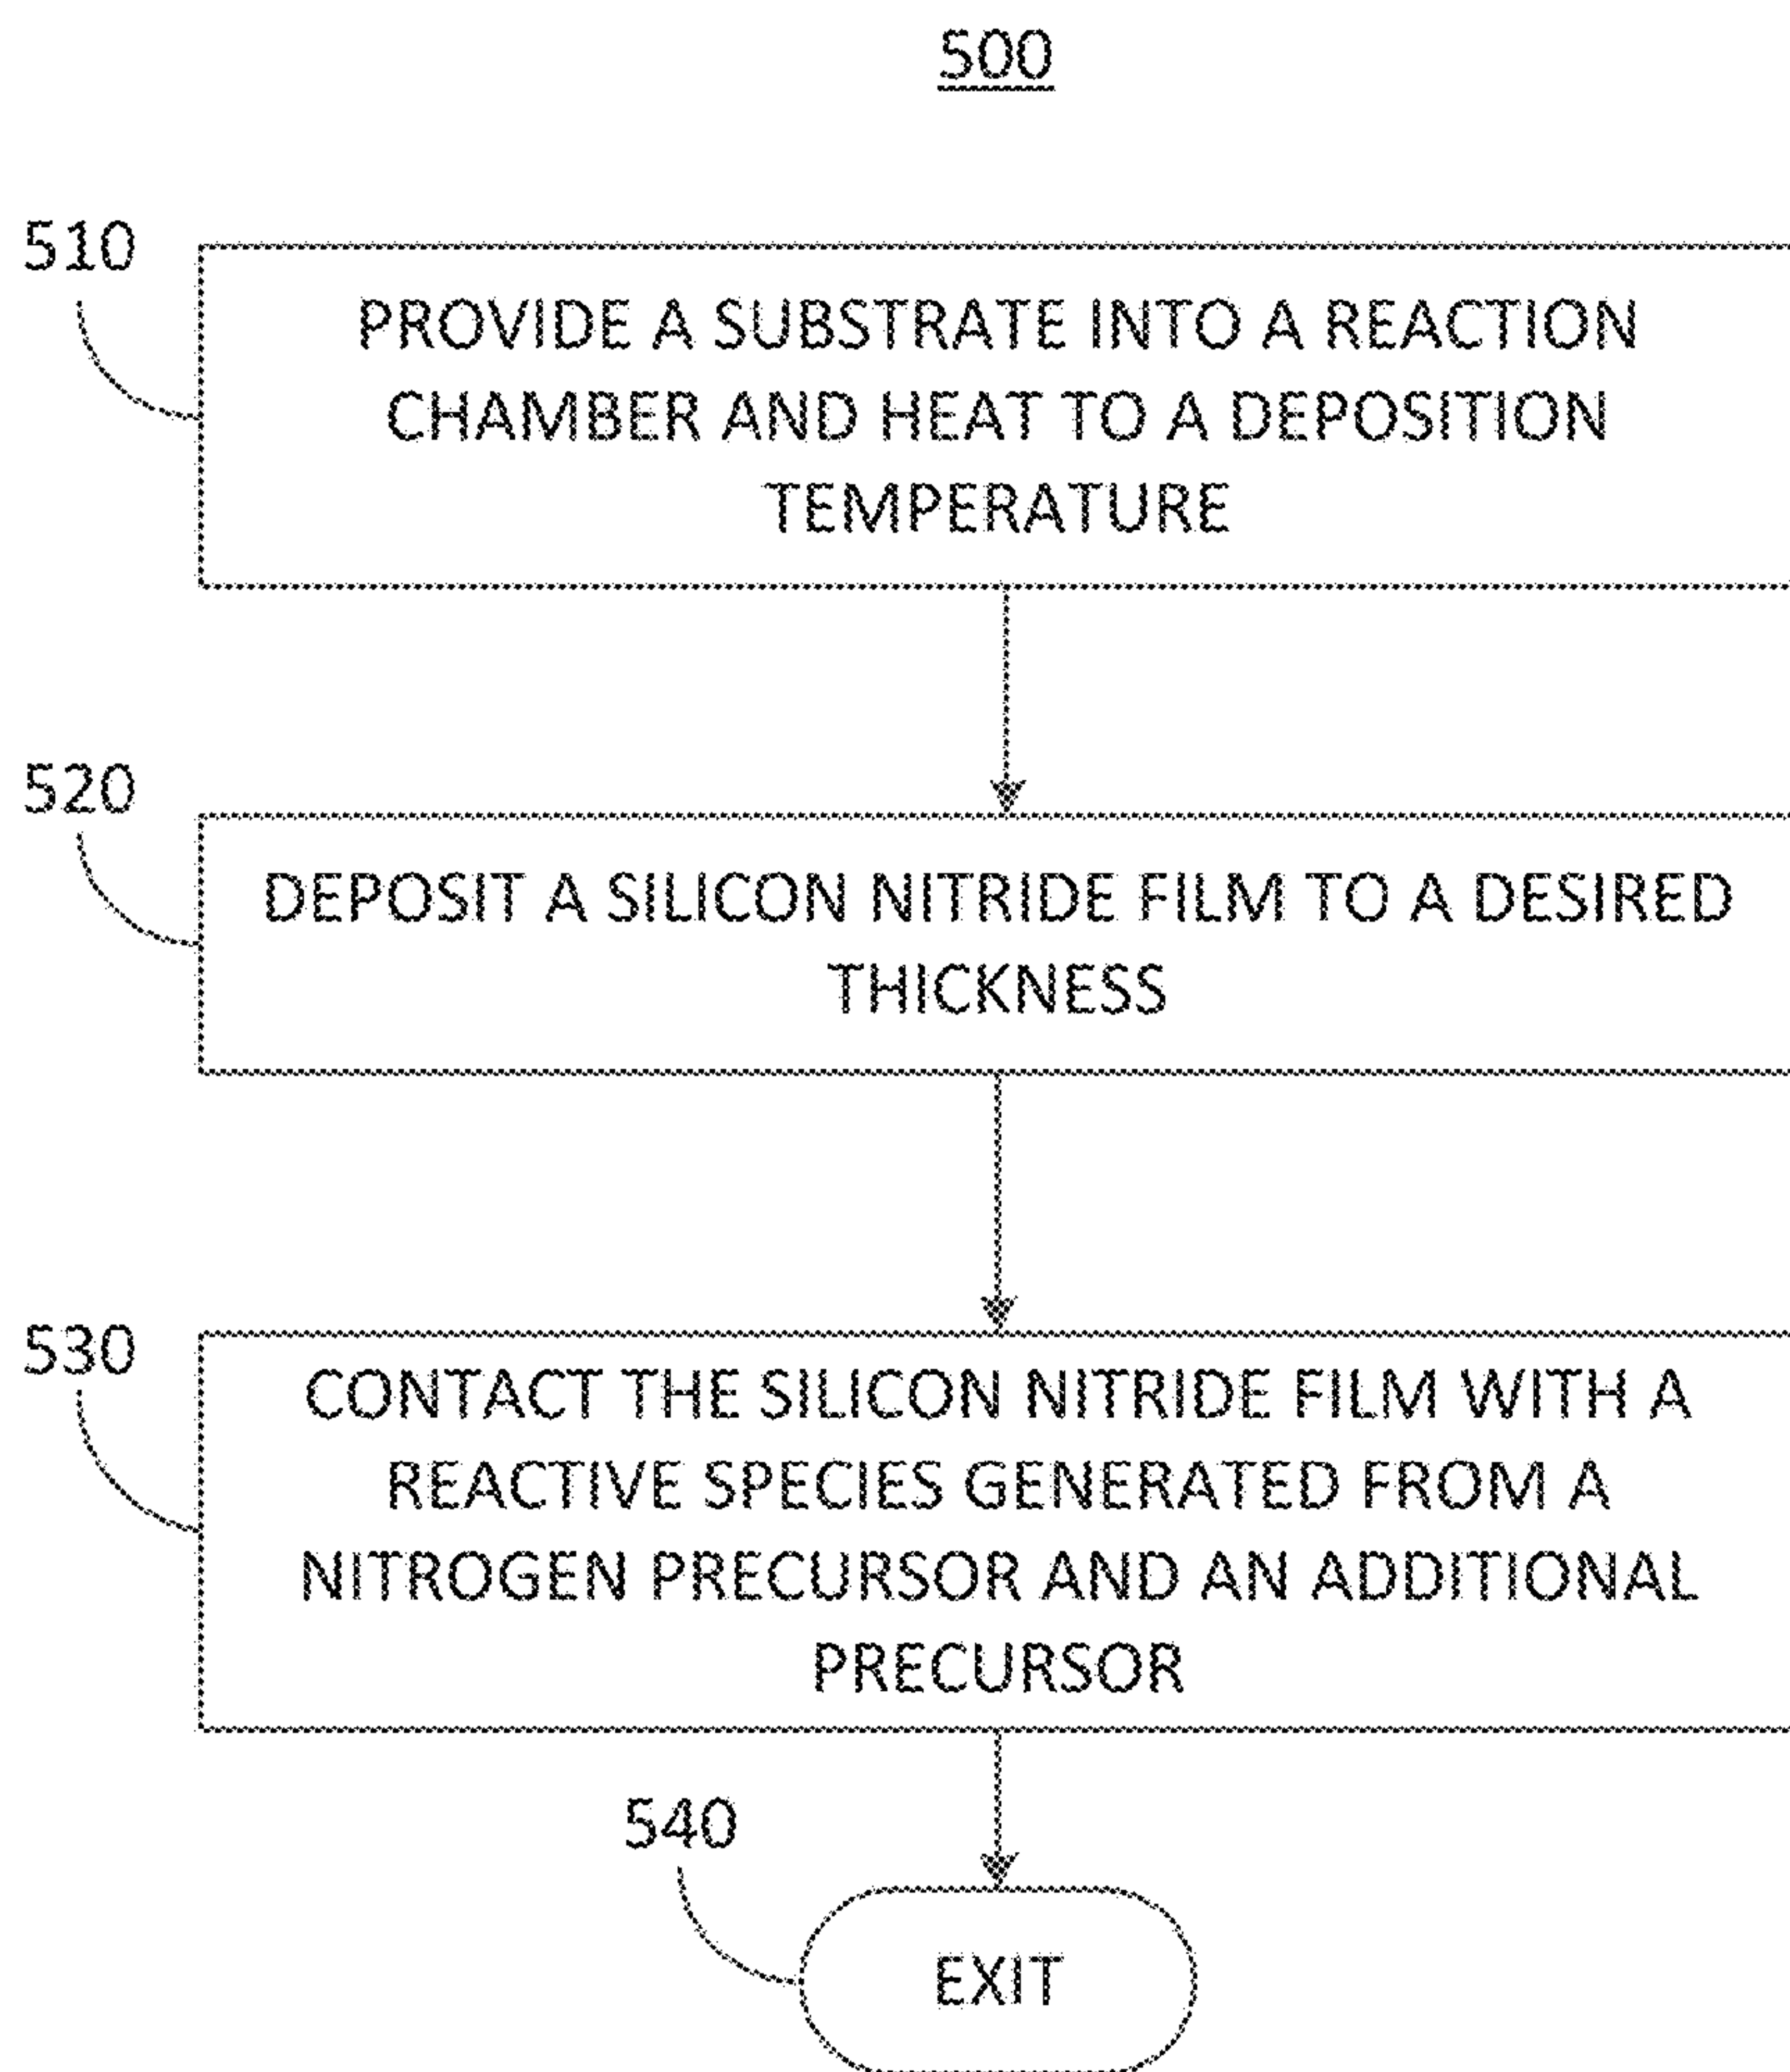 500
510
PROVIDE A SUBSTRATE INTO A REACTION
CHAMBER AND HEAT TO A DEPOSITION
TEMPERATURE
520
DEPOSIT A SILICON NITRIDE FILM TO A DESIRED
THICKNESS
530
CONTACT THE SILICON NITRIDE FILM WITH A
REACTIVE SPECIES GENERATED FROM A
NITROGEN PRECURSOR AND AN ADDITIONAL
PRECURSOR
540
EXIT